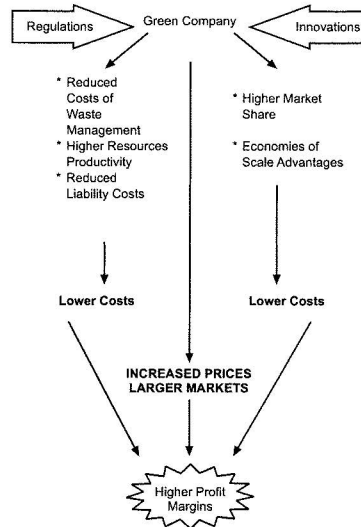 Regulations
Green Company
Innovations
* Reduced
Costs of
Waste
Management
* Higher Resources
Productivity
* Reduced
Liability Costs
* Higher Market
Share
* Economies of
Scale Advantages
Lower Costs
Lower Costs
INCREASED PRICES
LARGER MARKETS
Higher Profit
Margins